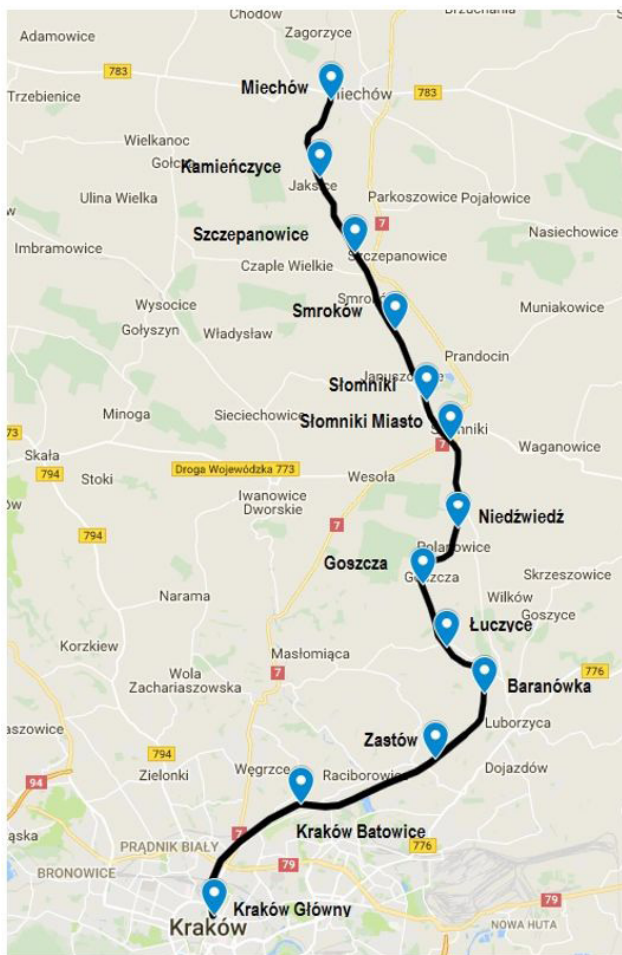 CHODÓW
Zagorzyce
Adamowice
783
Miechów
Miechów
783
Trzebienice
Wielkanoc
Kamieńczyce
Ulina Wielka
Parkoszowice
Pojałowice
7
Szczepanowice
Nasiechowice
Imbramowice
Szczepanowice
Czaple Wielkie
Wysocice
Smroków
Gołyszyn
Władysław
Muniakowice
Prandocin
Słomniki
Minoga
Sieciechowice
Słomniki Miasto
73
7
Waganowice
Skała
794
Stoki
Droga Wojewódzka 773
Wesoła
Iwanowice
Dworskie
7
Niedźwiedź
794
Polanowice
Goszcza
Goszcza
Skrzeszowice
Narama
Wilków
Goszyce
Łuczyce
Korzkiew
Masłomiąca
7
776
Wola
Zachariaszowska
Baranówka
794
Zastów
Luborzyca
94
Zielonki
Węgrzce
Raciborowice
Dojazdów
Kraków Batowice
7
PRĄDNIK BIAŁY
776
BRONOWICE
79
Kraków Główny
Kraków
79
NOWA HUTA